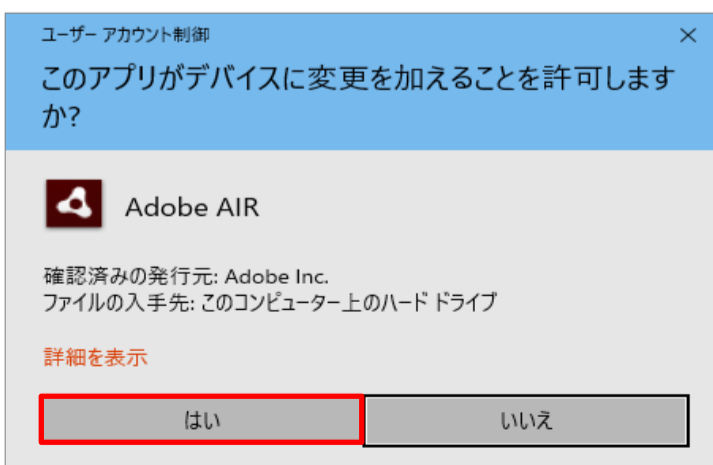 ユーザー アカウント制御
このアプリがデバイスに変更を加えることを許可します
か?
Adobe AIR
確認済みの発行元: Adobe Inc.
ファイルの入手先: このコンピューター上のハード ドライブ
詳細を表示
はい
いいえ